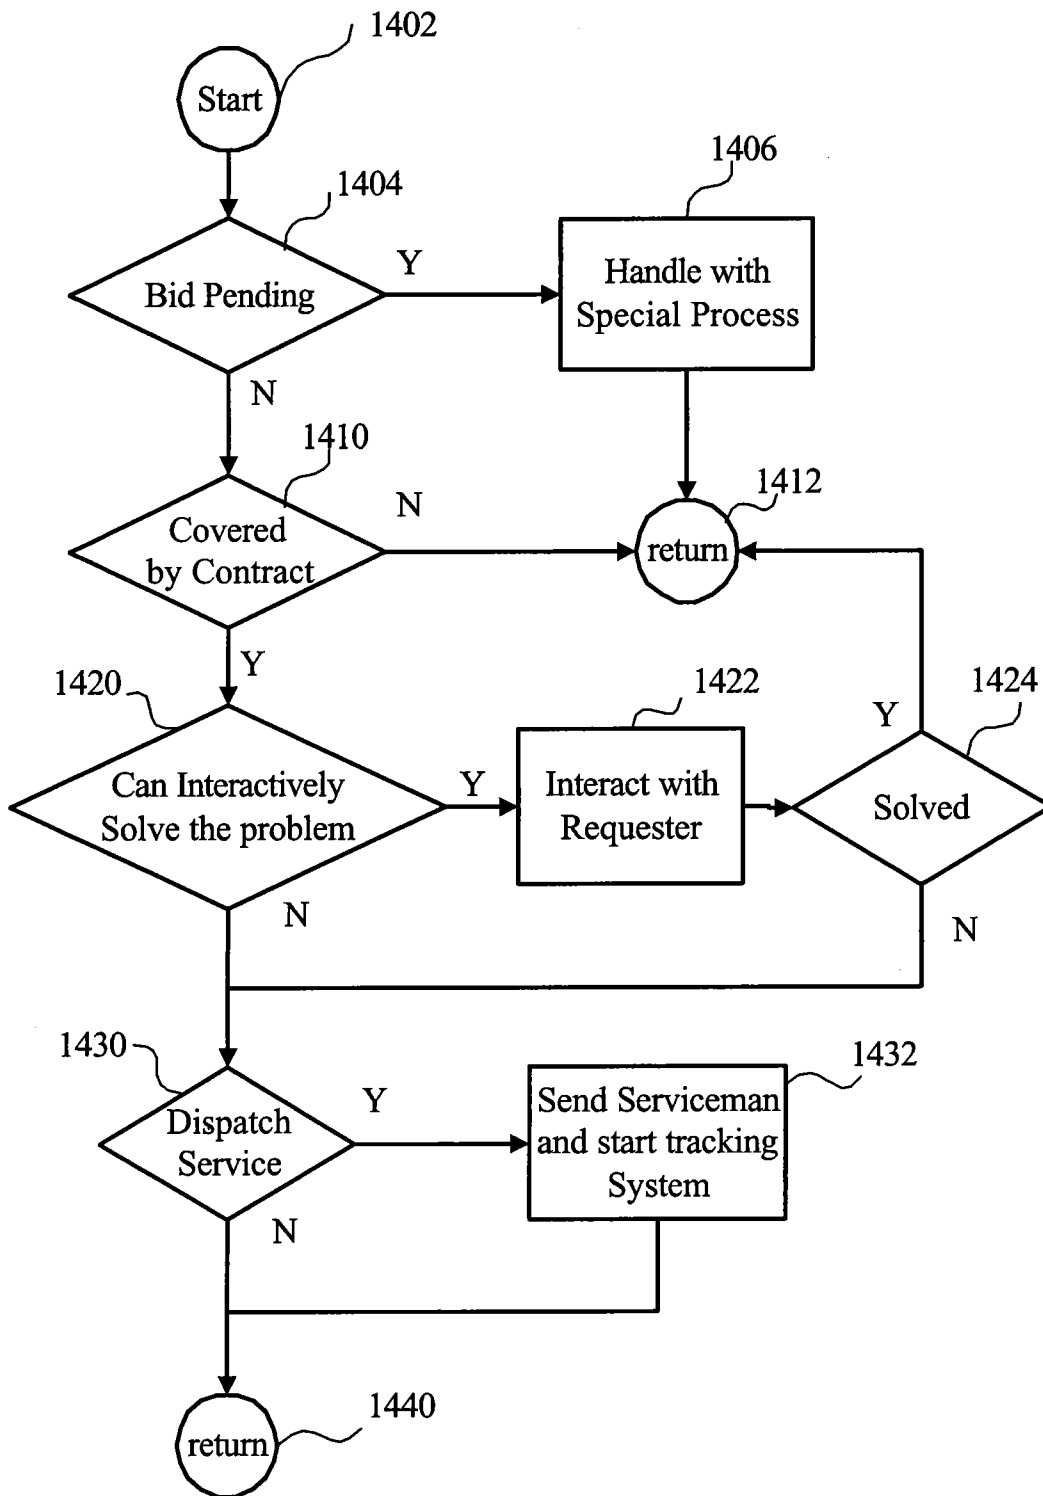 1402
Start
1404
1406
Bid Pending
Y
Handle with
Special Process
N
1410
1412
Covered
by Contract
N
return
Y
1420
1422
1424
Can Interactively
Solve the problem
Y
Interact with
Requester
Y
Solved
N
N
1430
1432
Dispatch
Service
Y
Send Serviceman
and start tracking
System
N
1440
return